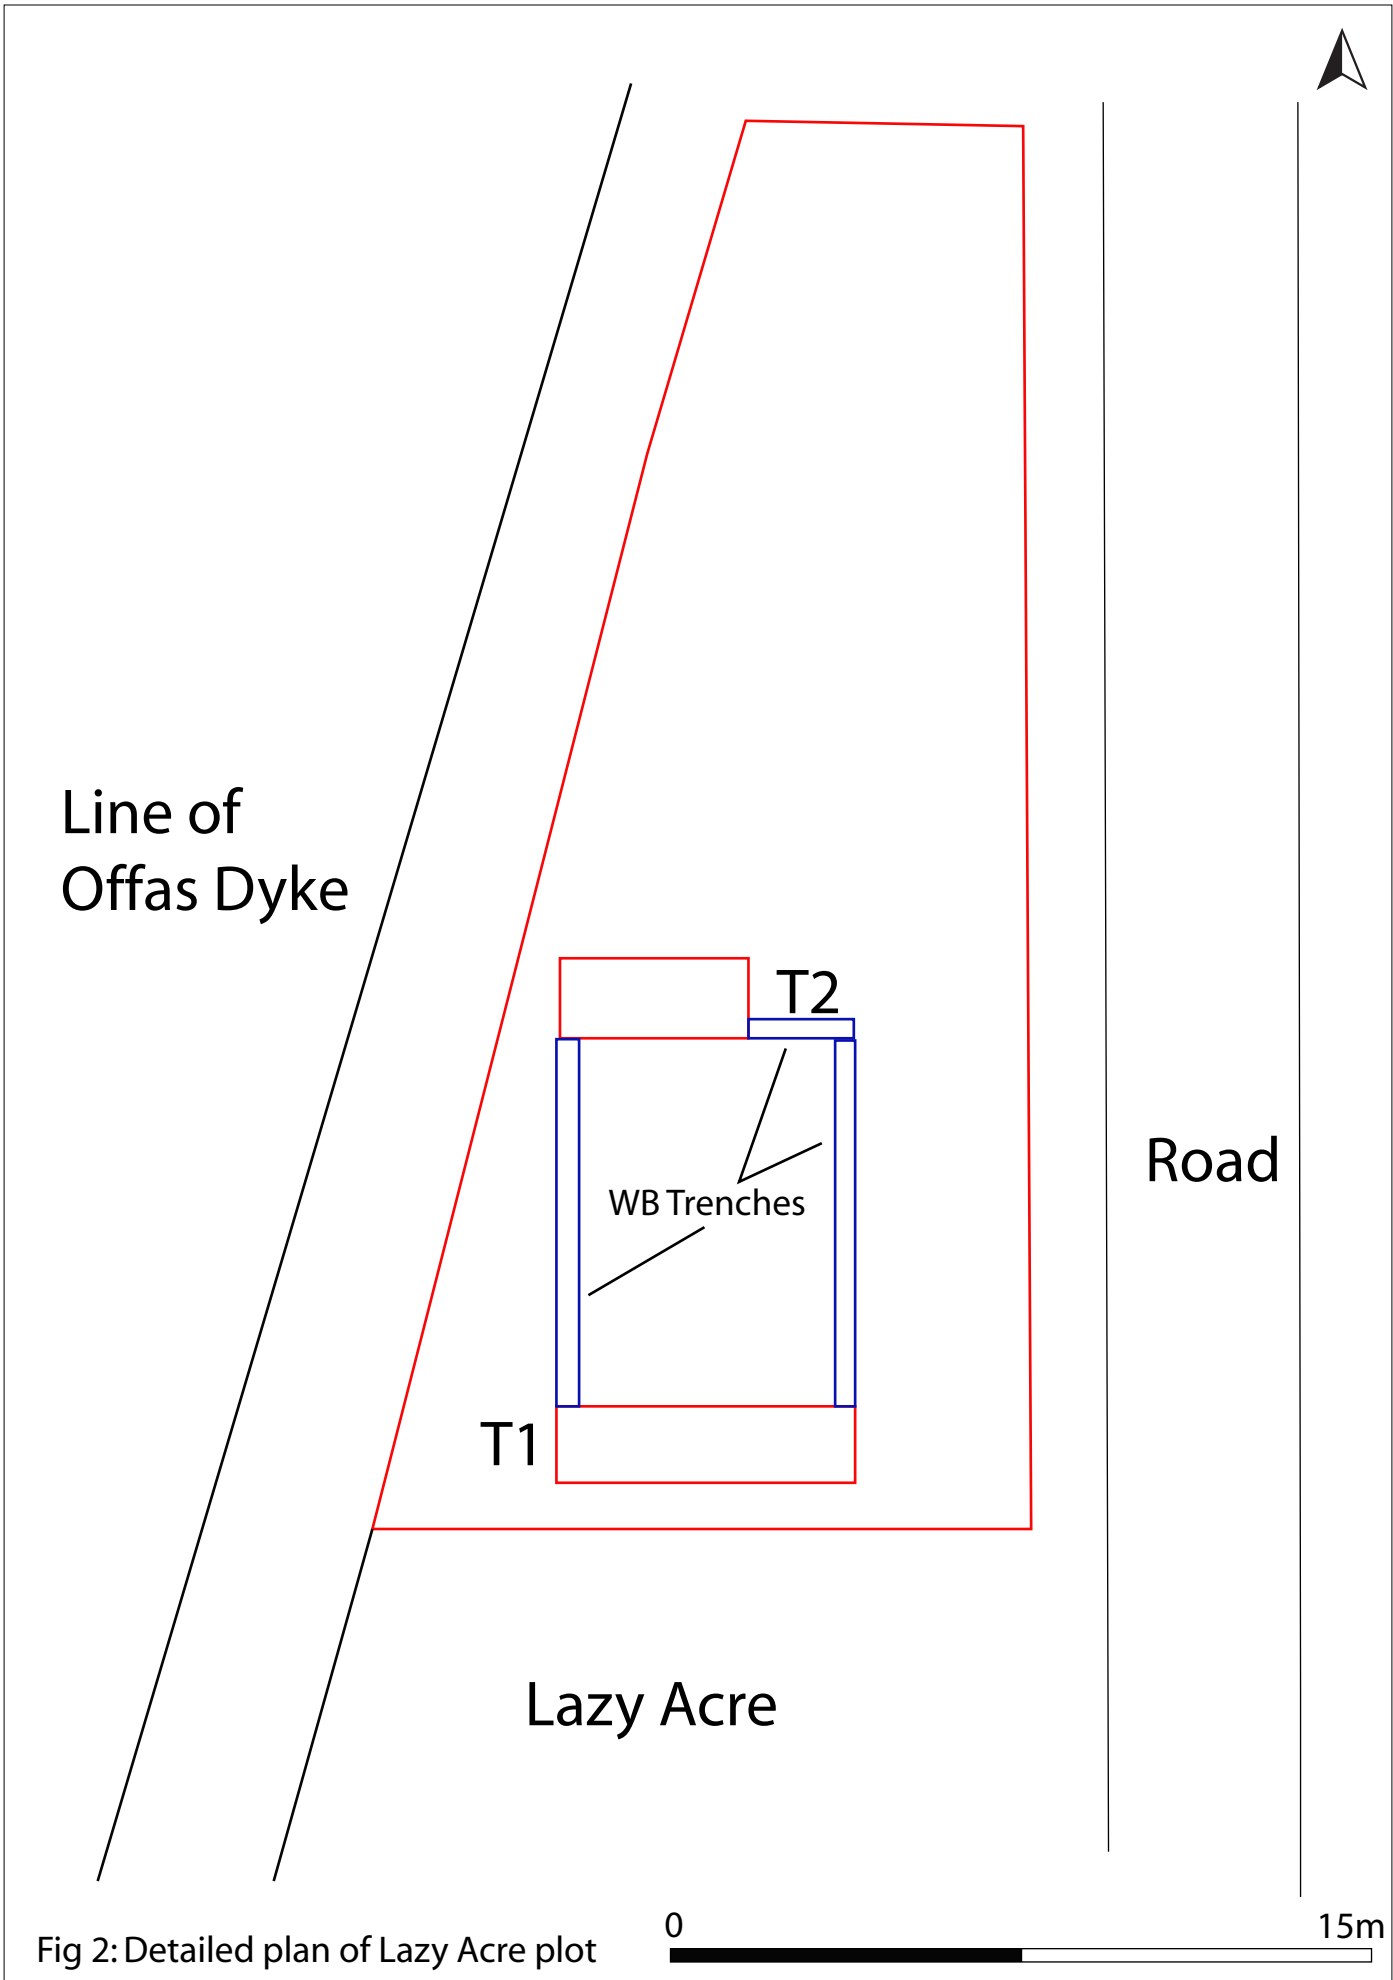 Line of
Offas Dyke
T2
WB Trenches
Road
T1
Lazy Acre
Fig 2: Detailed plan of Lazy Acre plot
0
15m